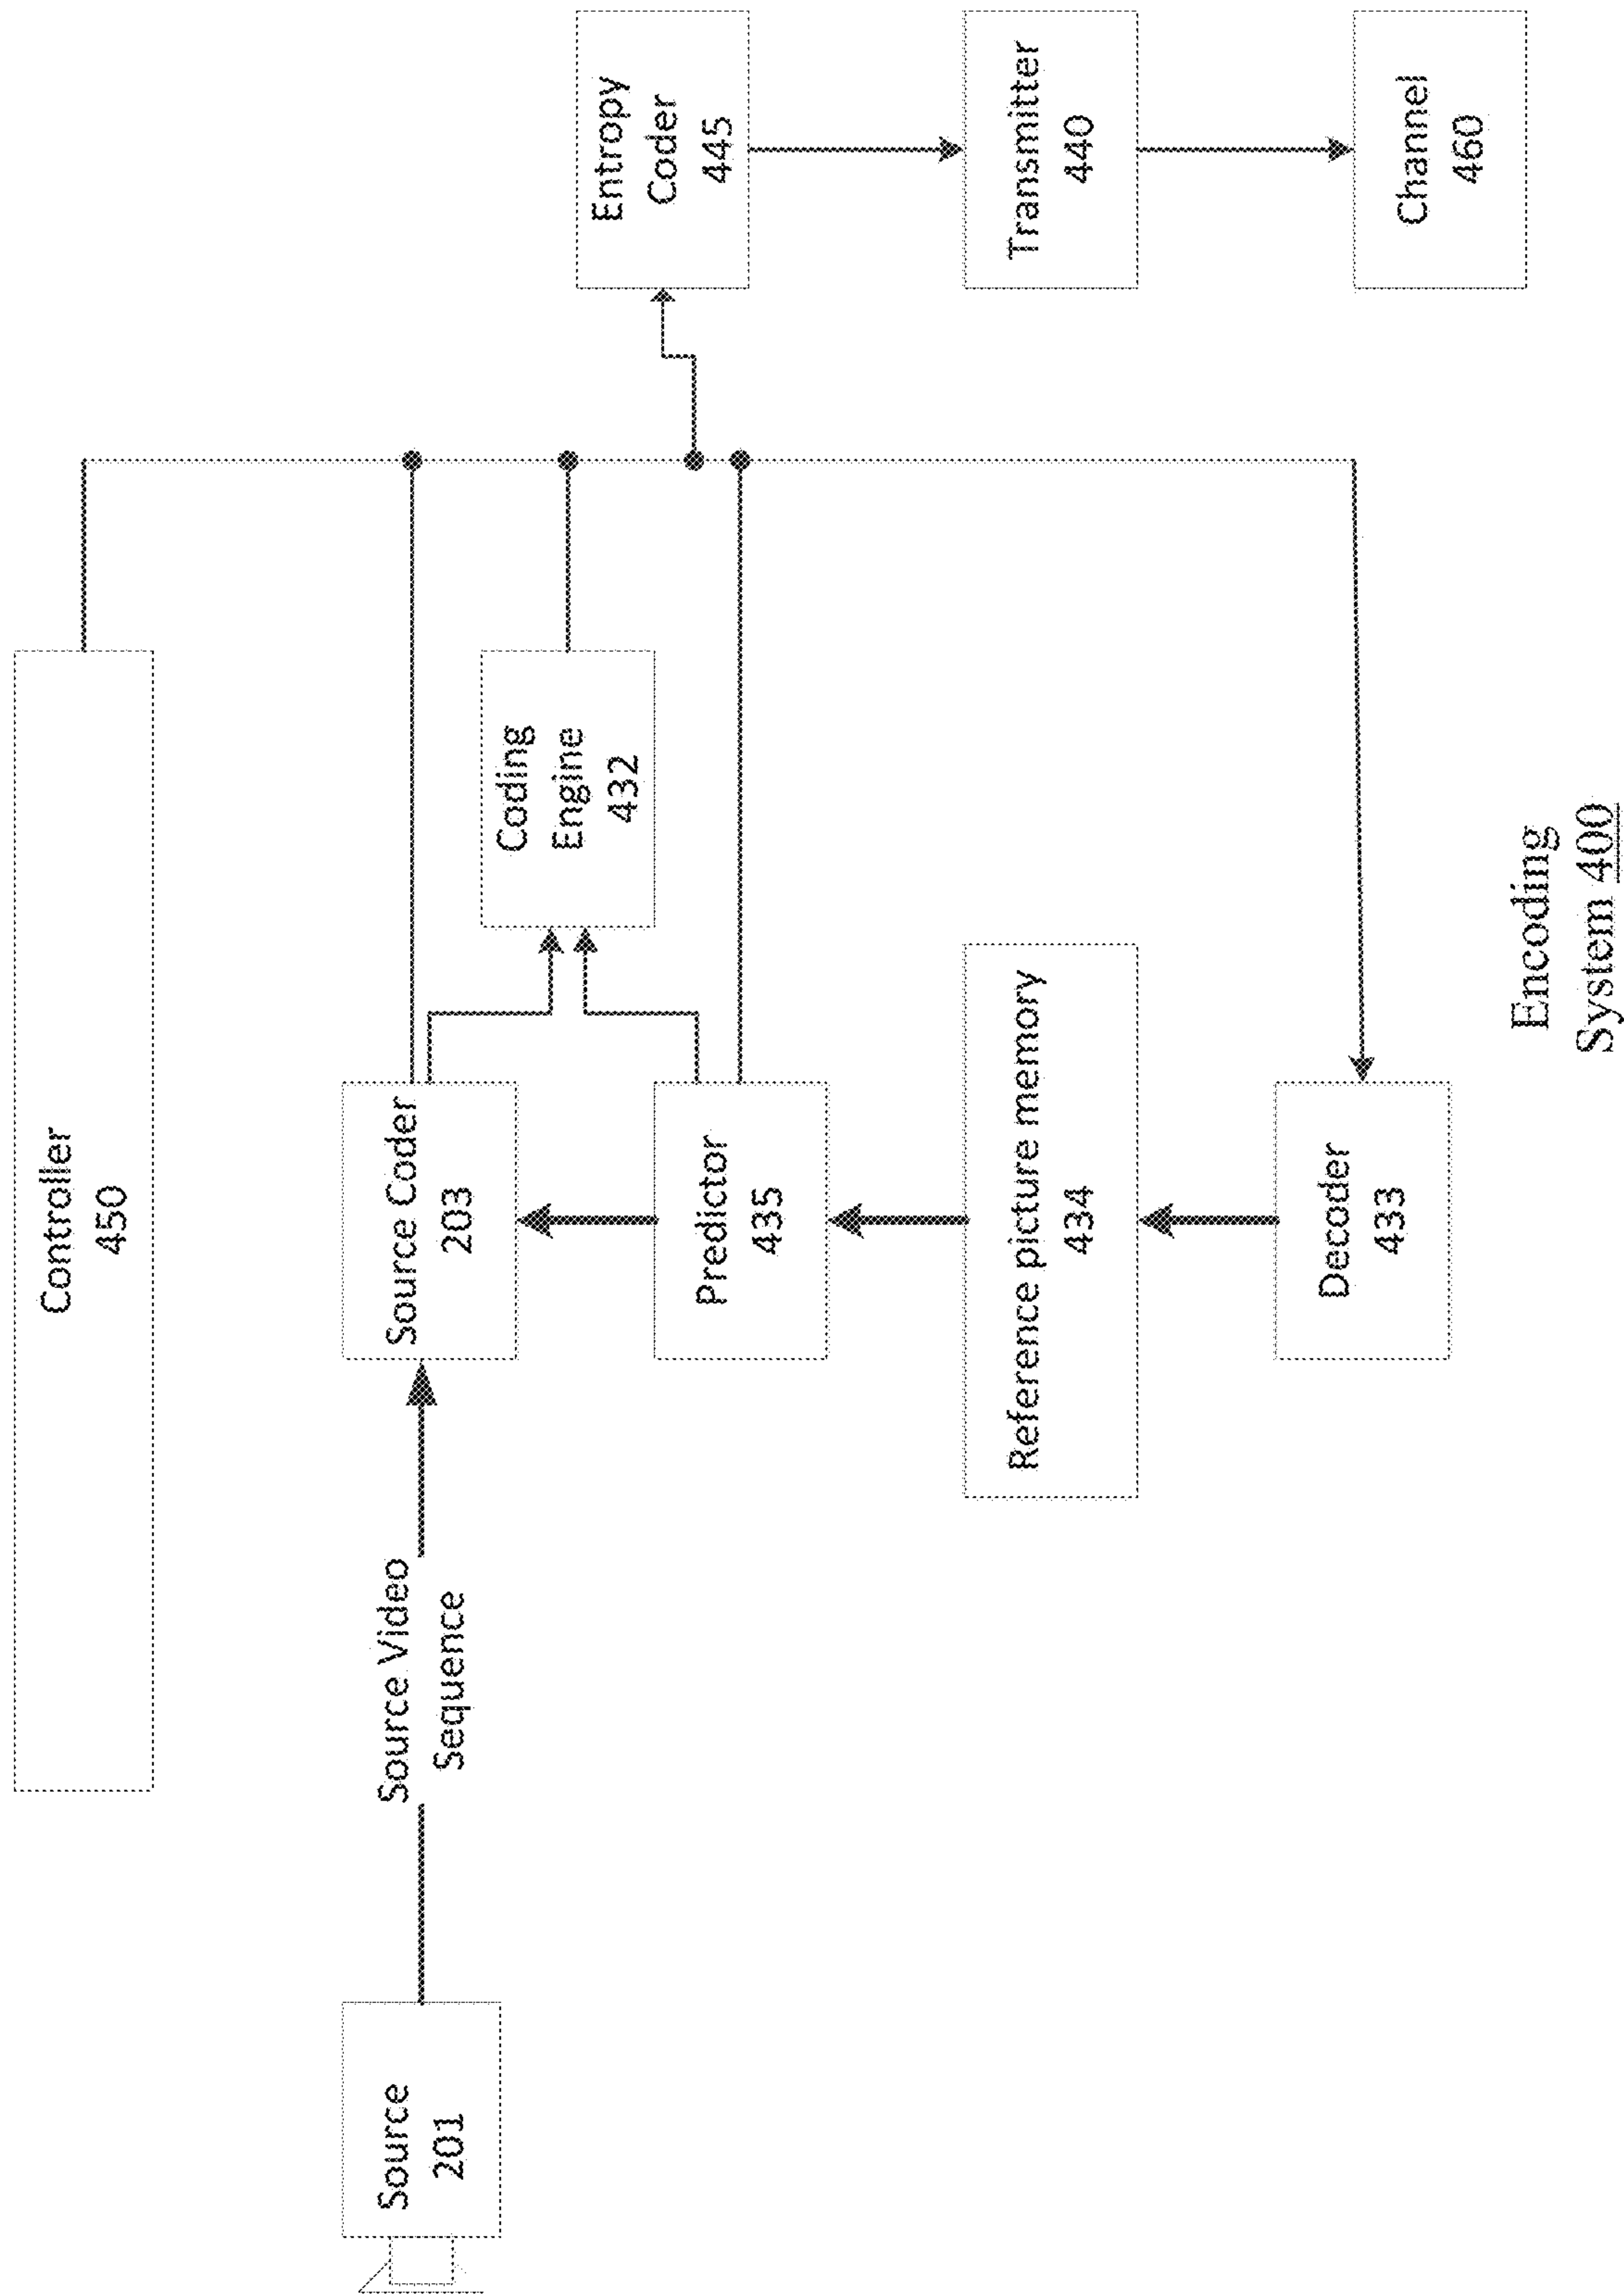 Controller
450
Source
201
Source Video
Sequence
Source Coder
203
Coding
Engine
432
Entropy
Coder
445
Predictor
435
Reference picture memory
434
Transmitter
440
Decoder
433
Channel
460
Encoding
System 400